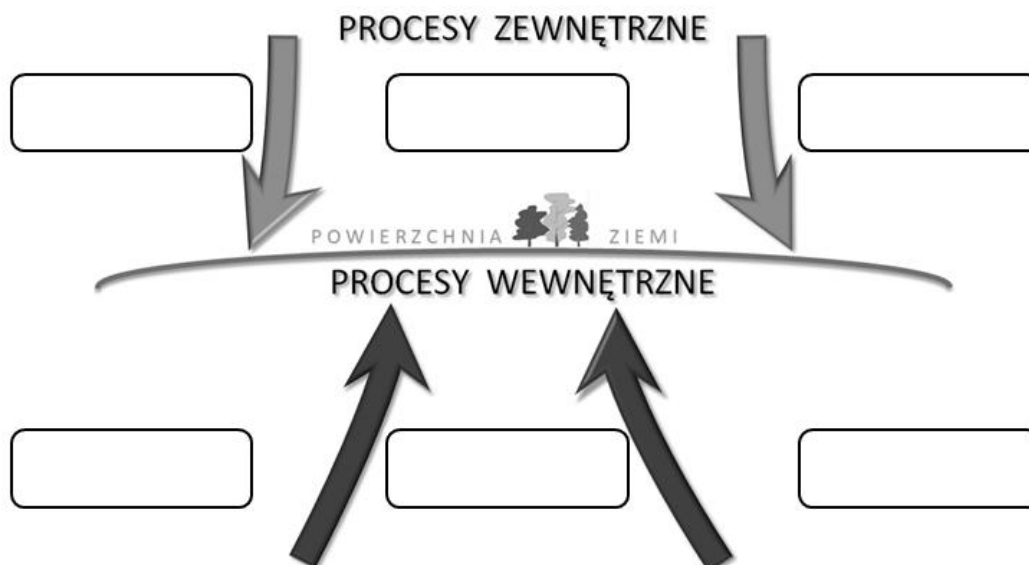 PROCESY ZEWNĘTRZNE
POWIERZCHNIA ZIEMI
PROCESY WEWNĘTRZNE